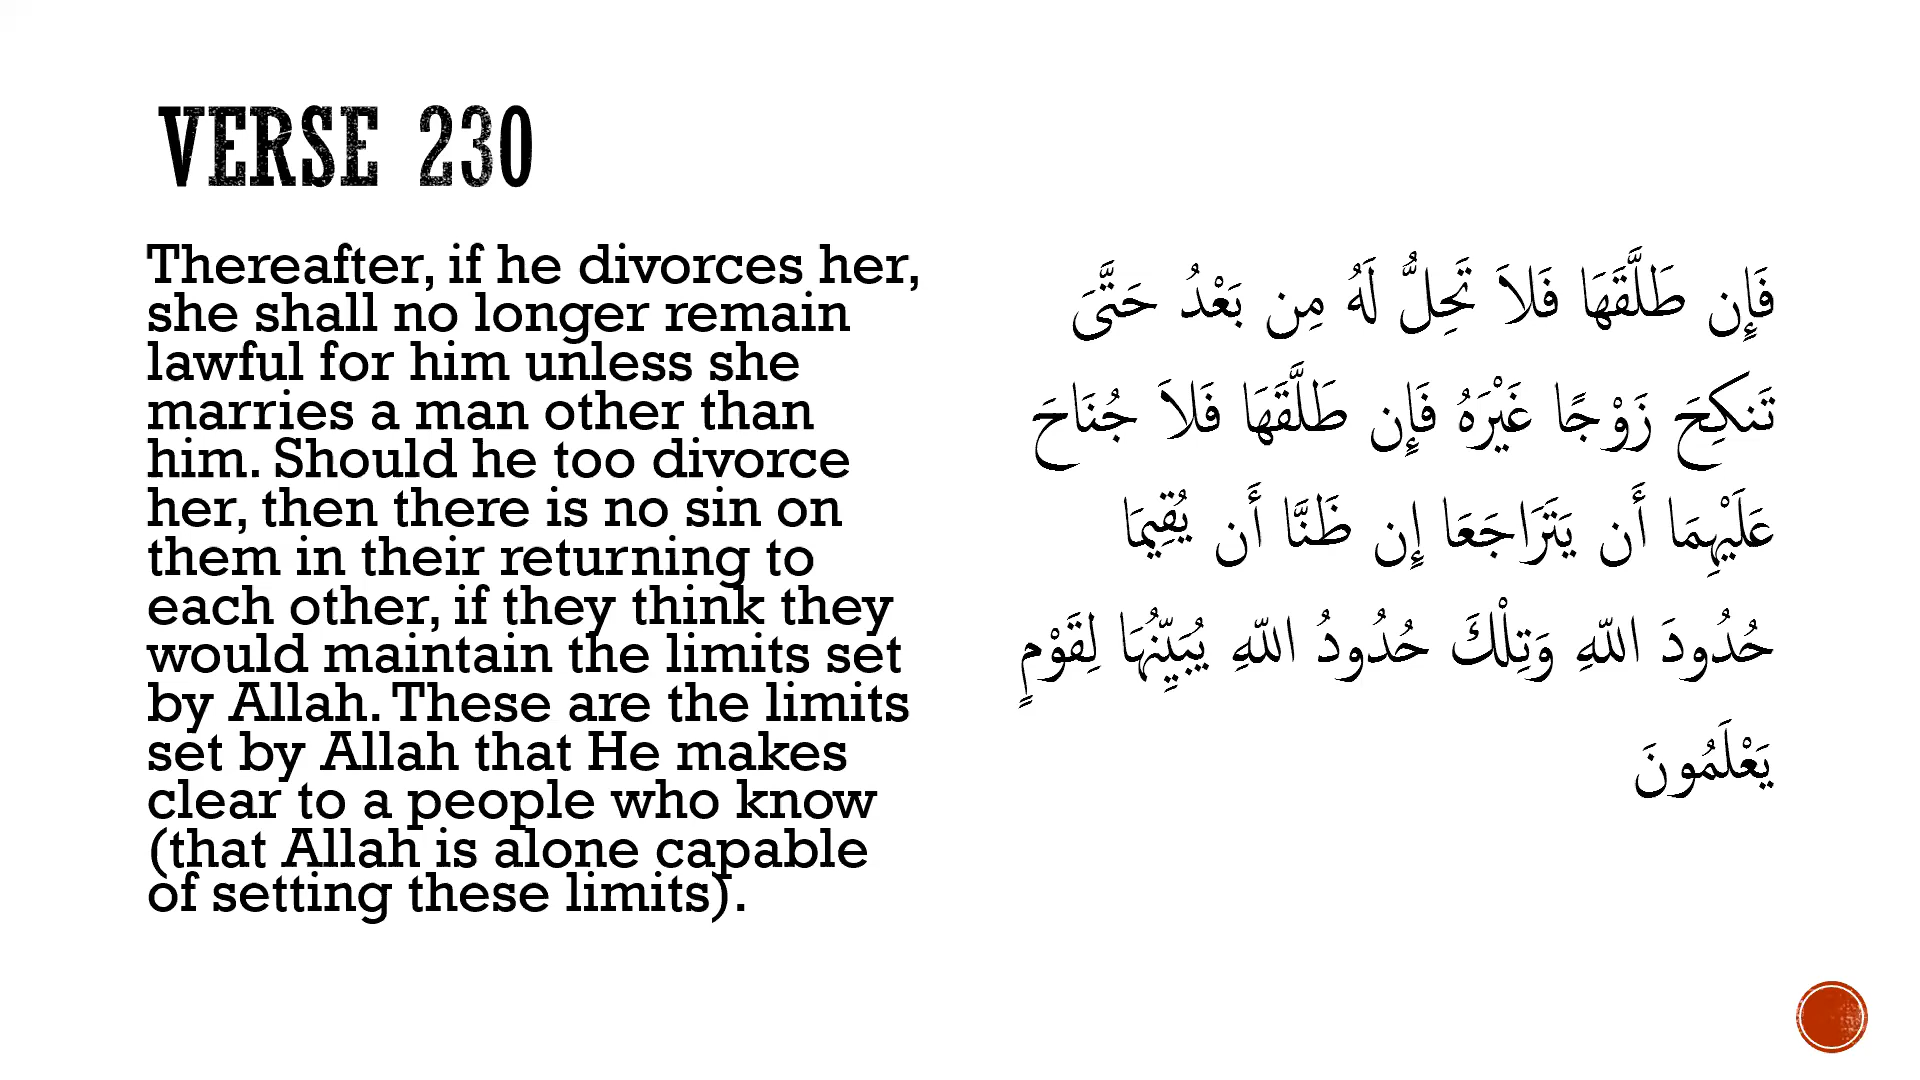 VERSE 230
Thereafter, if he divorces her,
she shall no longer remain
lawful for him unless she
marries a man other than
him. Should he too divorce
her, then there is no sin on
them in their returning to
each other, if they think they
would maintain the limits set
by Allah. These are the limits
set by Allah that He makes
clear to a people who know
(that Allah is alone capable
of setting these limits).
فَإِن طَلَّقَهَا فَلاَ تَحِلُّ لَهُ مِن بَعْدُ حَتَّىَ
تَنكِحَ زَوْجًا غَيْرَهُ فَإِن طَلَّقَهَا فَلاَ جُنَاحَ
عَلَيْهِمَا أَن يَتَرَاجَعَا إِن ظَنَّا أَن يُقِيمَا
حُدُودَ اللّهِ وَتِلْكَ حُدُودُ اللّهِ يُبَيِّنُهَا لِقَوْمٍ
يَعْلَمُونَ